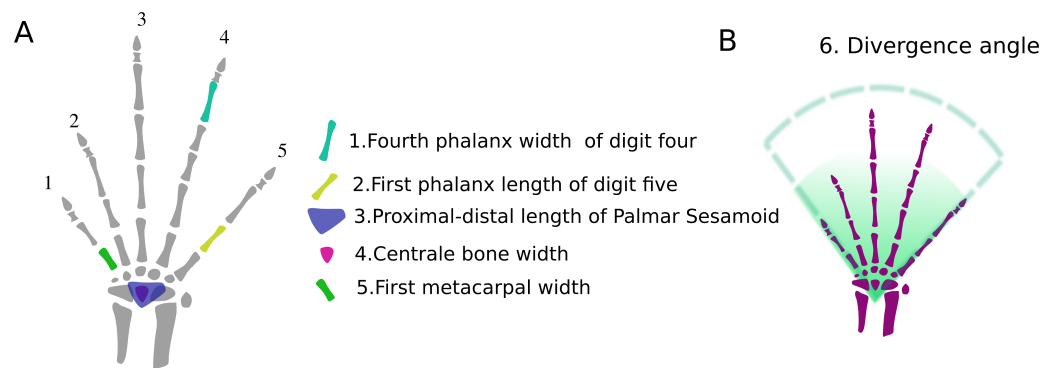 A
1
2
3
4
5
1.Fourth phalanx width  of digit four
2.First phalanx length of digit five
3.Proximal-distal length of Palmar Sesamoid
4.Centrale bone width
5.First metacarpal width
B
6. Divergence angle